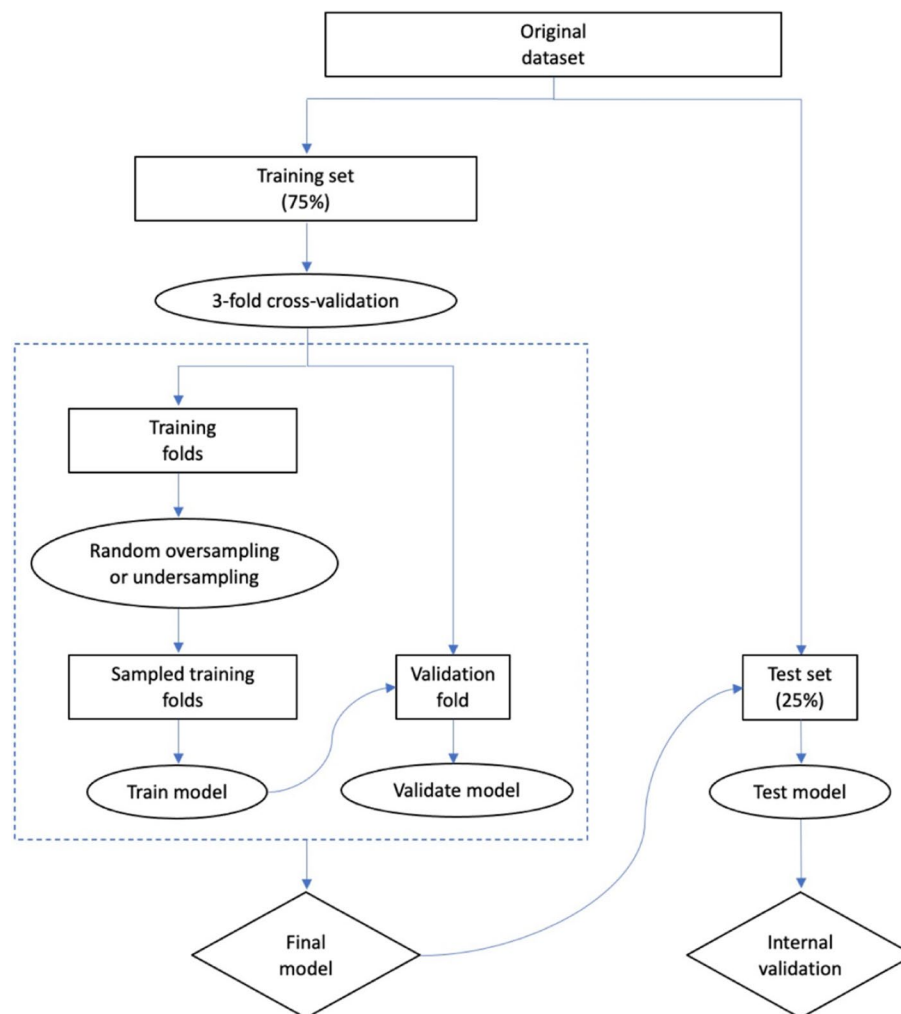 Original
dataset
Training set
(75%)
3-fold cross-validation
Training
folds
Random oversampling
or undersampling
Sampled training
folds
Validation
fold
Test set
(25%)
Train model
Validate model
Test model
Final
model
Internal
validation